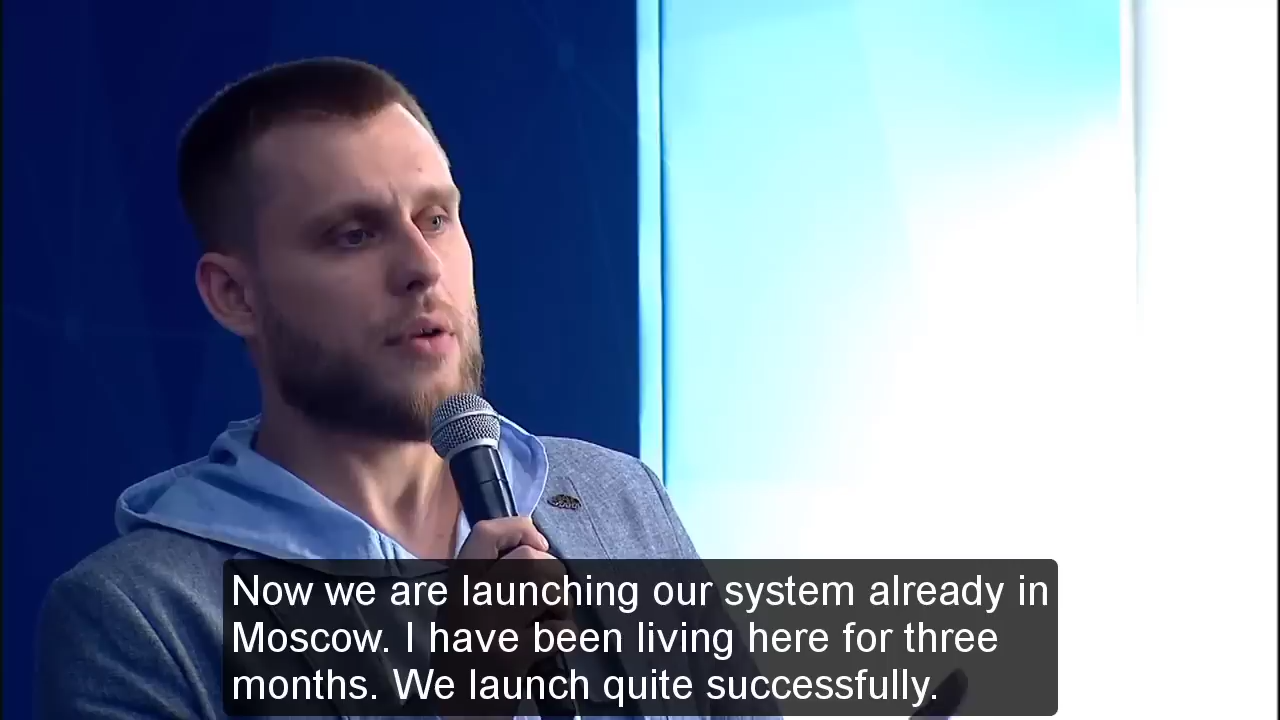 Now we are launching our system already in
Moscow. I have been living here for three
months. We launch quite successfully.